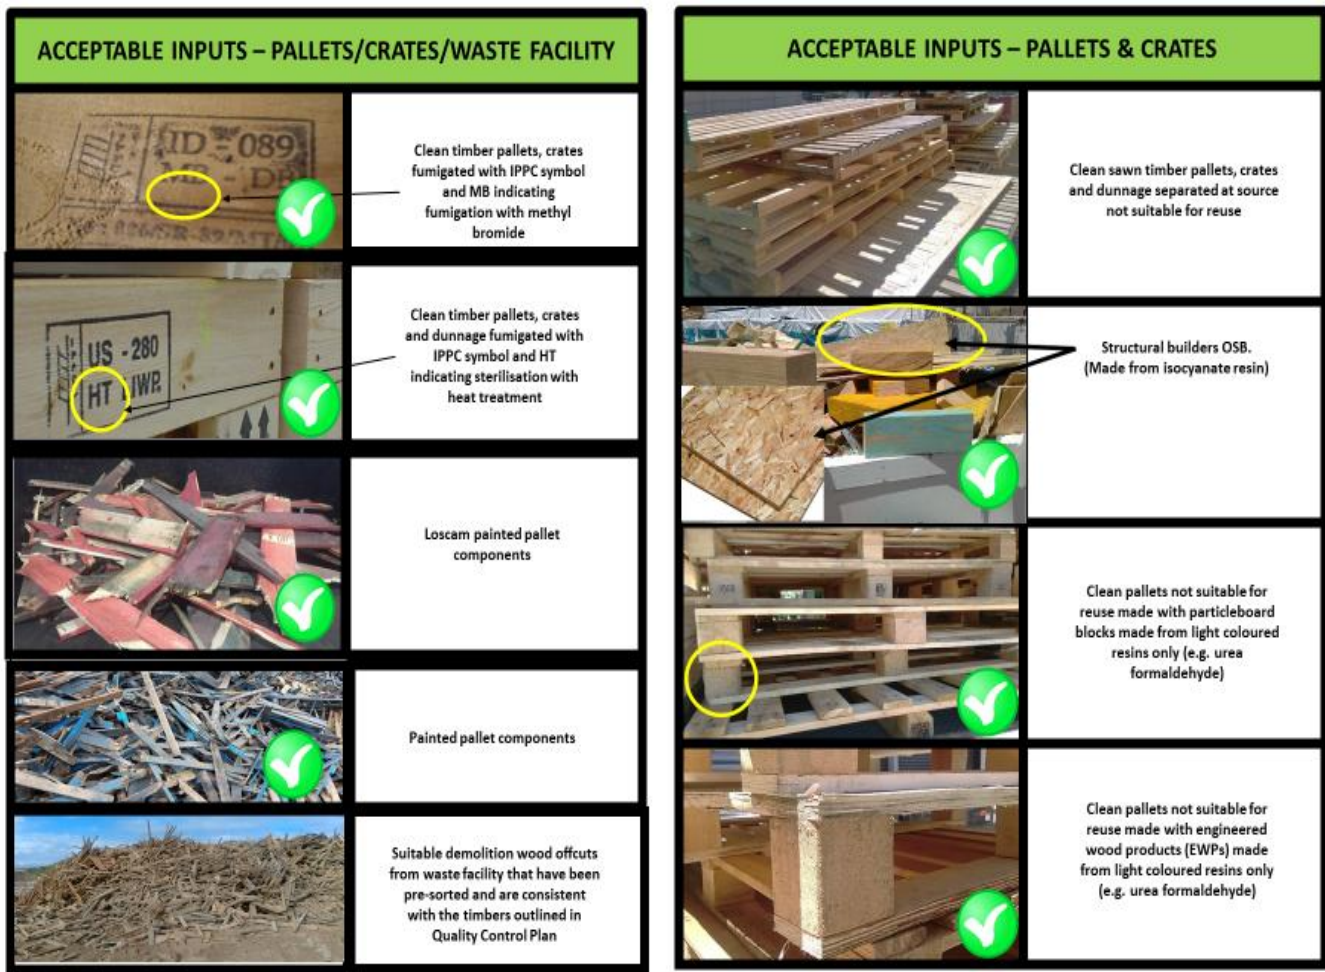 ACCEPTABLE INPUTS – PALLETS/CRATES/WASTE FACILITY
ID - 089
MB - 
Clean timber pallets, crates
fumigated with IPPC symbol
and MB indicating
fumigation with methyl
bromide
US - 280
HT
Clean timber pallets, crates
and dunnage fumigated with
IPPC symbol and HT
indicating sterilisation with
heat treatment
Loscam painted pallet
components
Painted pallet components
Suitable demolition wood offcuts
from waste facility that have been
pre-sorted and are consistent
with the timbers outlined in
Quality Control Plan
ACCEPTABLE INPUTS – PALLETS & CRATES
Clean sawn timber pallets, crates
and dunnage separated at source
not suitable for reuse
Structural builders OSB.
(Made from isocyanate resin)
Clean pallets not suitable for
reuse made with particleboard
blocks made from light coloured
resins only (e.g. urea
formaldehyde)
Clean pallets not suitable for
reuse made with engineered
wood products (EWPs) made
from light coloured resins only
(e.g. urea formaldehyde)